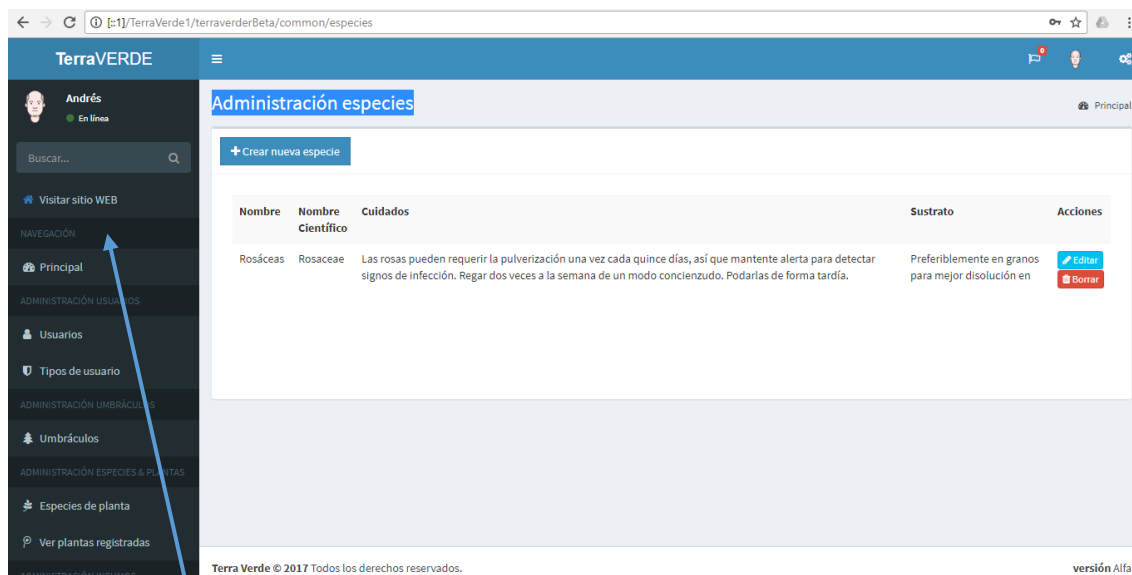 [::1]/TerraVerde1/terraverderBeta/common/especies
TerraVERDE
Andrés
En línea
Buscar...
Visitar sitio WEB
NAVEGACIÓN
Principal
ADMINISTRACIÓN USUARIOS
Usuarios
Tipos de usuario
ADMINISTRACIÓN UMBRÁCULOS
Umbráculos
ADMINISTRACIÓN ESPECIES & PLANTAS
Especies de planta
Ver plantas registradas
Administración especies
Principal
Crear nueva especie
Nombre Nombre Cuidados Sustrato Acciones
Científico
Rosáceas Rosaceae Las rosas pueden requerir la pulverización una vez cada quince días, así que mantente alerta para detectar Preferiblemente en granos Editar
signos de infección. Regar dos veces a la semana de un modo concienzudo. Podarlas de forma tardía. para mejor disolución en Borrar
Terra Verde © 2017 Todos los derechos reservados. versión Alfa